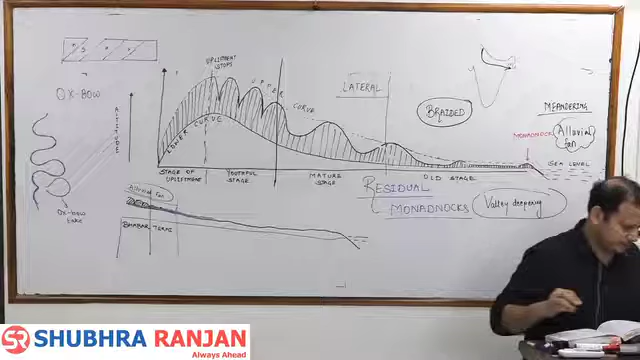 OX-BOW
OX-bow
lake
ALTITUDE
UPLIFTMENT
STOPS
UPPER
CURVE
LOWER CURVE
LATERAL
BRAIDED
MEANDERING
MONADNOCK
Alluvial
fan
SEA LEVEL
STAGE OF
UPLIFTMENT
YOUTHFUL
STAGE
MATURE
STAGE
OLD STAGE
RESIDUAL
MONADNOCKS
Valley deepening
Alluvial fan
BHABAR
TERAI
SR SHUBHRA RANJAN
Always Ahead